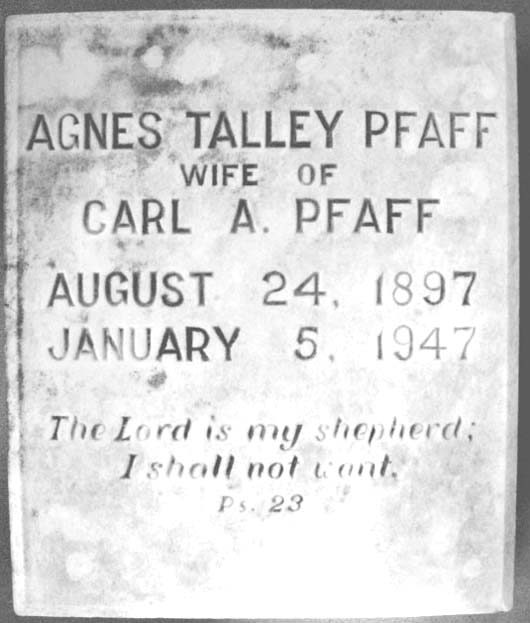 AGNES TALLEY PFAFF
WIFE OF
CARL A. PFAFF
AUGUST 24, 1897
JANUARY 5, 1947
The Lord is my shepherd;
I shall not want.
Ps. 23